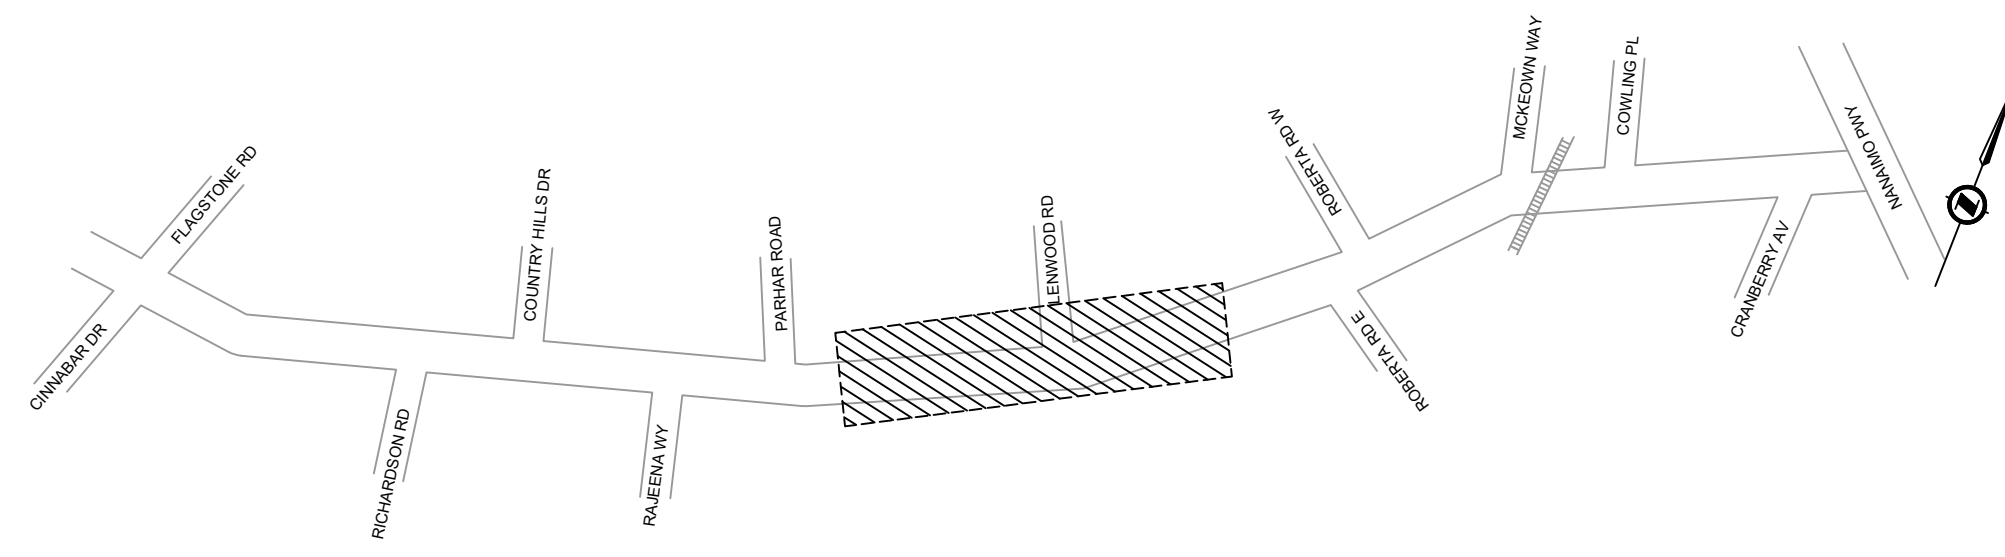 FLAGSTONE RD
CINNABAR DR
COUNTRY HILLS DR
RICHARDSON RD
RAJEENA WY
PARHAR ROAD
LENWOOD RD
ROBERTA RD W
ROBERTA RD E
MCKEOWN WAY
COWLING PL
CRANBERRY AV
NANAIMO PWY